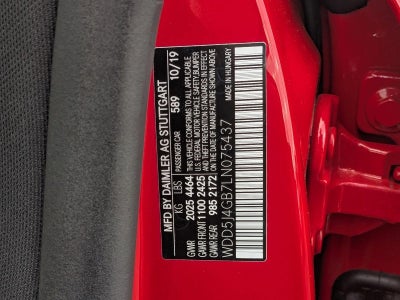 MFD BY DAIMLER AG STUTTGART
KG LBS PASSENGER CAR 589 10/19
GVWR 2025 4464 THIS VEHICLE CONFORMS TO ALL APPLICABLE
GAWR FRONT 1100 2425 U.S. FEDERAL MOTOR VEHICLE SAFETY, BUMPER
GAWR REAR 985 2172 AND THEFT PREVENTION STANDARDS IN EFFECT
ON THE DATE OF MANUFACTURE SHOWN ABOVE
MADE IN HUNGARY
WDD5J4GB7LN075437